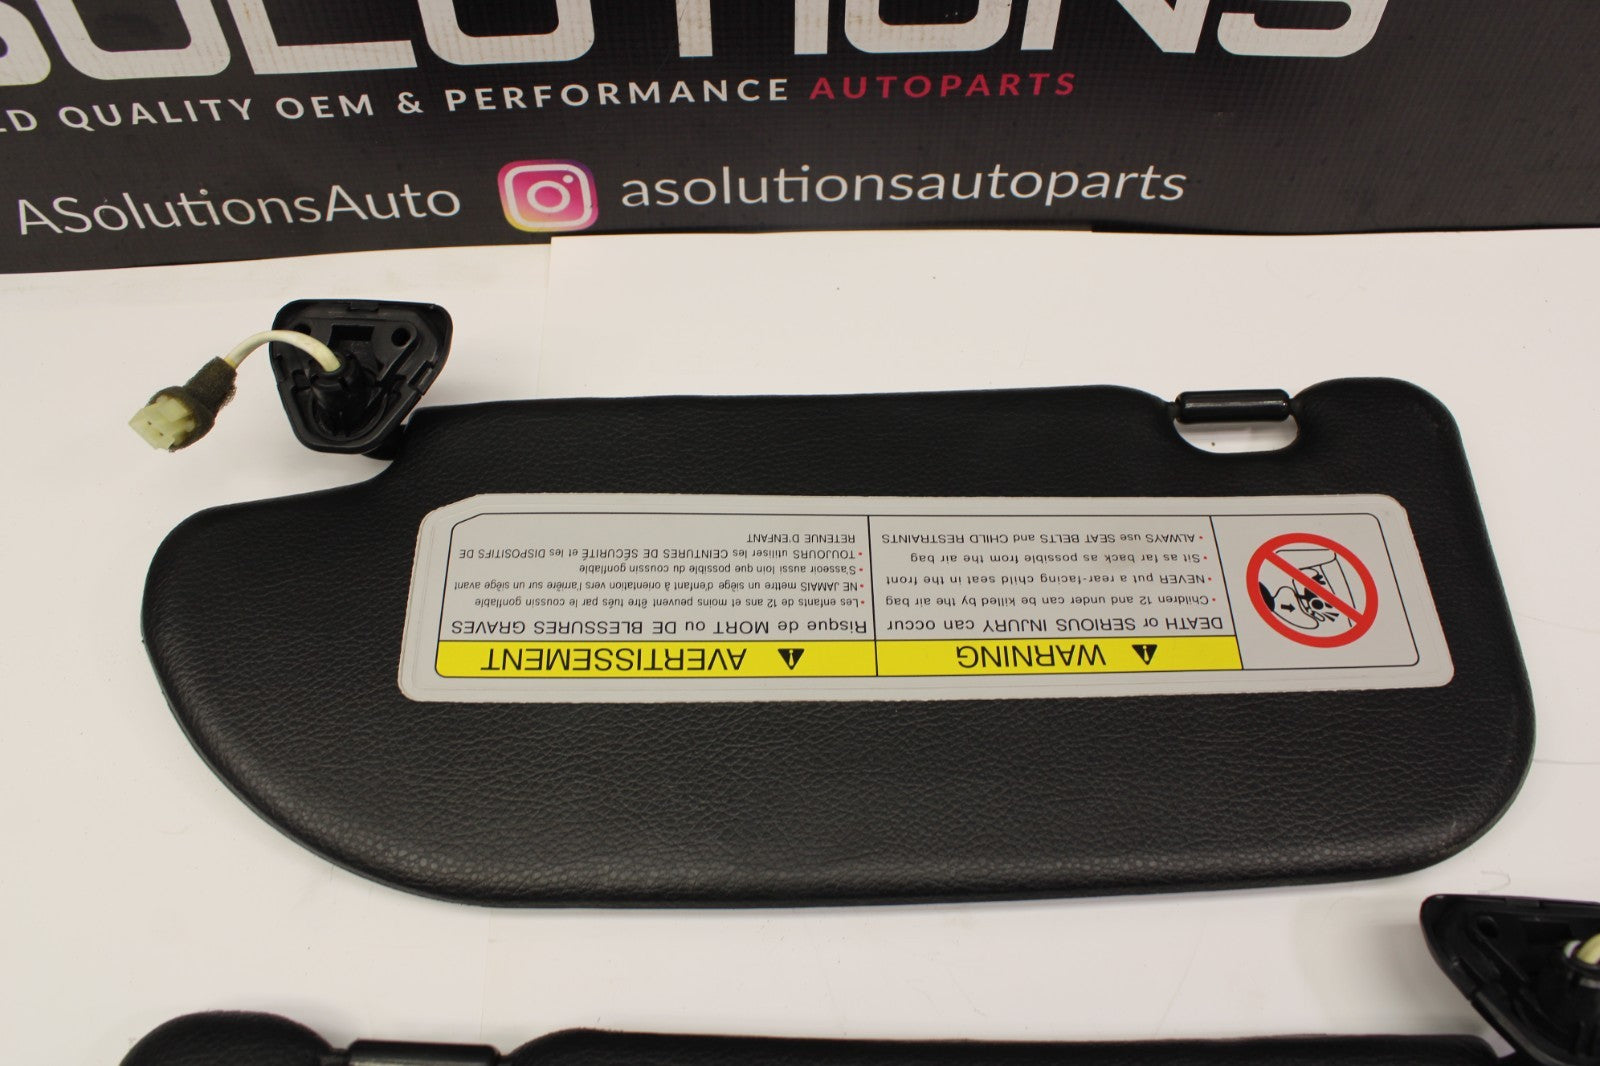 SOLUTIONS
QUALITY OEM & PERFORMANCE AUTOPARTS
ASolutionsAuto
asolutionsautoparts
WARNING
DEATH or SERIOUS INJURY can occur
• Children 12 and under can be killed by the air bag
• NEVER put a rear-facing child seat in the front
• Sit as far back as possible from the air bag
• ALWAYS use SEAT BELTS and CHILD RESTRAINTS
AVERTISSEMENT
Risque de MORT ou DE BLESSURES GRAVES
• Les enfants de 12 ans et moins peuvent être tués par le coussin gonflable
• NE JAMAIS mettre un siège d'enfant à orientation vers l'arrière sur un siège avant
• S'asseoir aussi loin que possible du coussin gonflable
• TOUJOURS utiliser les CEINTURES DE SÉCURITÉ et les DISPOSITIFS DE
RETENUE D'ENFANT